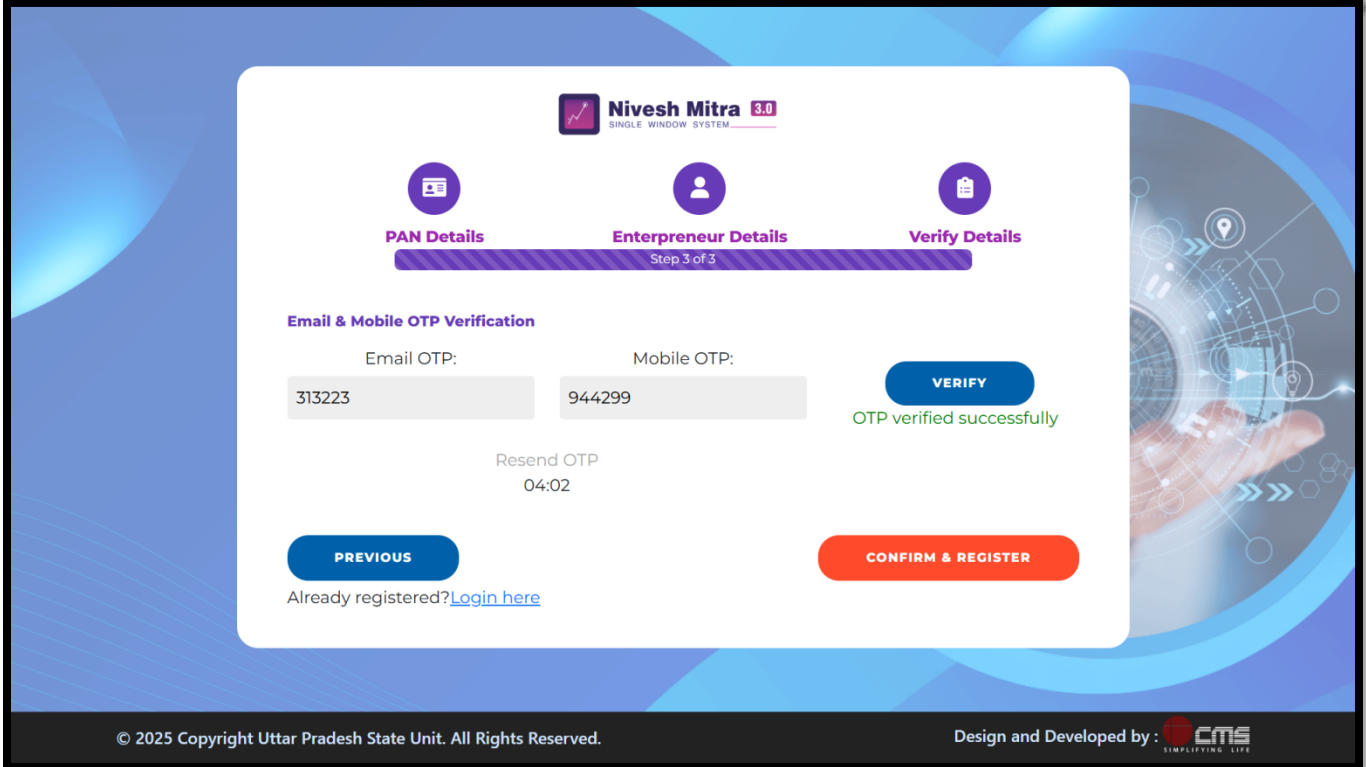 Nivesh Mitra 3.0
SINGLE WINDOW SYSTEM
PAN Details
Enterpreneur Details
Verify Details
Step 3 of 3
Email & Mobile OTP Verification
Email OTP:
Mobile OTP:
313223
944299
VERIFY
OTP verified successfully
Resend OTP
04:02
PREVIOUS
CONFIRM & REGISTER
Already registered?Login here
© 2025 Copyright Uttar Pradesh State Unit. All Rights Reserved.
Design and Developed by :
CMS
SIMPLIFYING LIFE